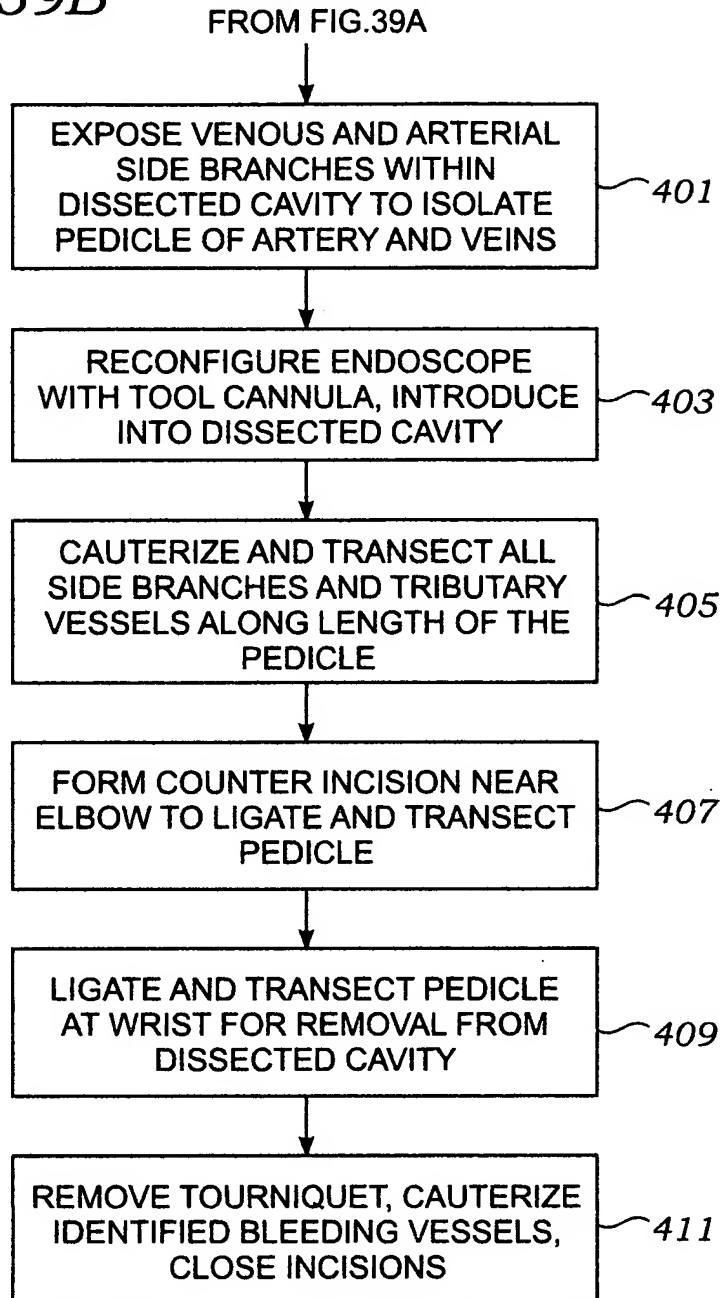 39B
FROM FIG.39A
EXPOSE VENOUS AND ARTERIAL
SIDE BRANCHES WITHIN
DISSECTED CAVITY TO ISOLATE
PEDICLE OF ARTERY AND VEINS
401
RECONFIGURE ENDOSCOPE
WITH TOOL CANNULA, INTRODUCE
INTO DISSECTED CAVITY
403
CAUTERIZE AND TRANSECT ALL
SIDE BRANCHES AND TRIBUTARY
VESSELS ALONG LENGTH OF THE
PEDICLE
405
FORM COUNTER INCISION NEAR
ELBOW TO LIGATE AND TRANSECT
PEDICLE
407
LIGATE AND TRANSECT PEDICLE
AT WRIST FOR REMOVAL FROM
DISSECTED CAVITY
409
REMOVE TOURNIQUET, CAUTERIZE
IDENTIFIED BLEEDING VESSELS,
CLOSE INCISIONS
411